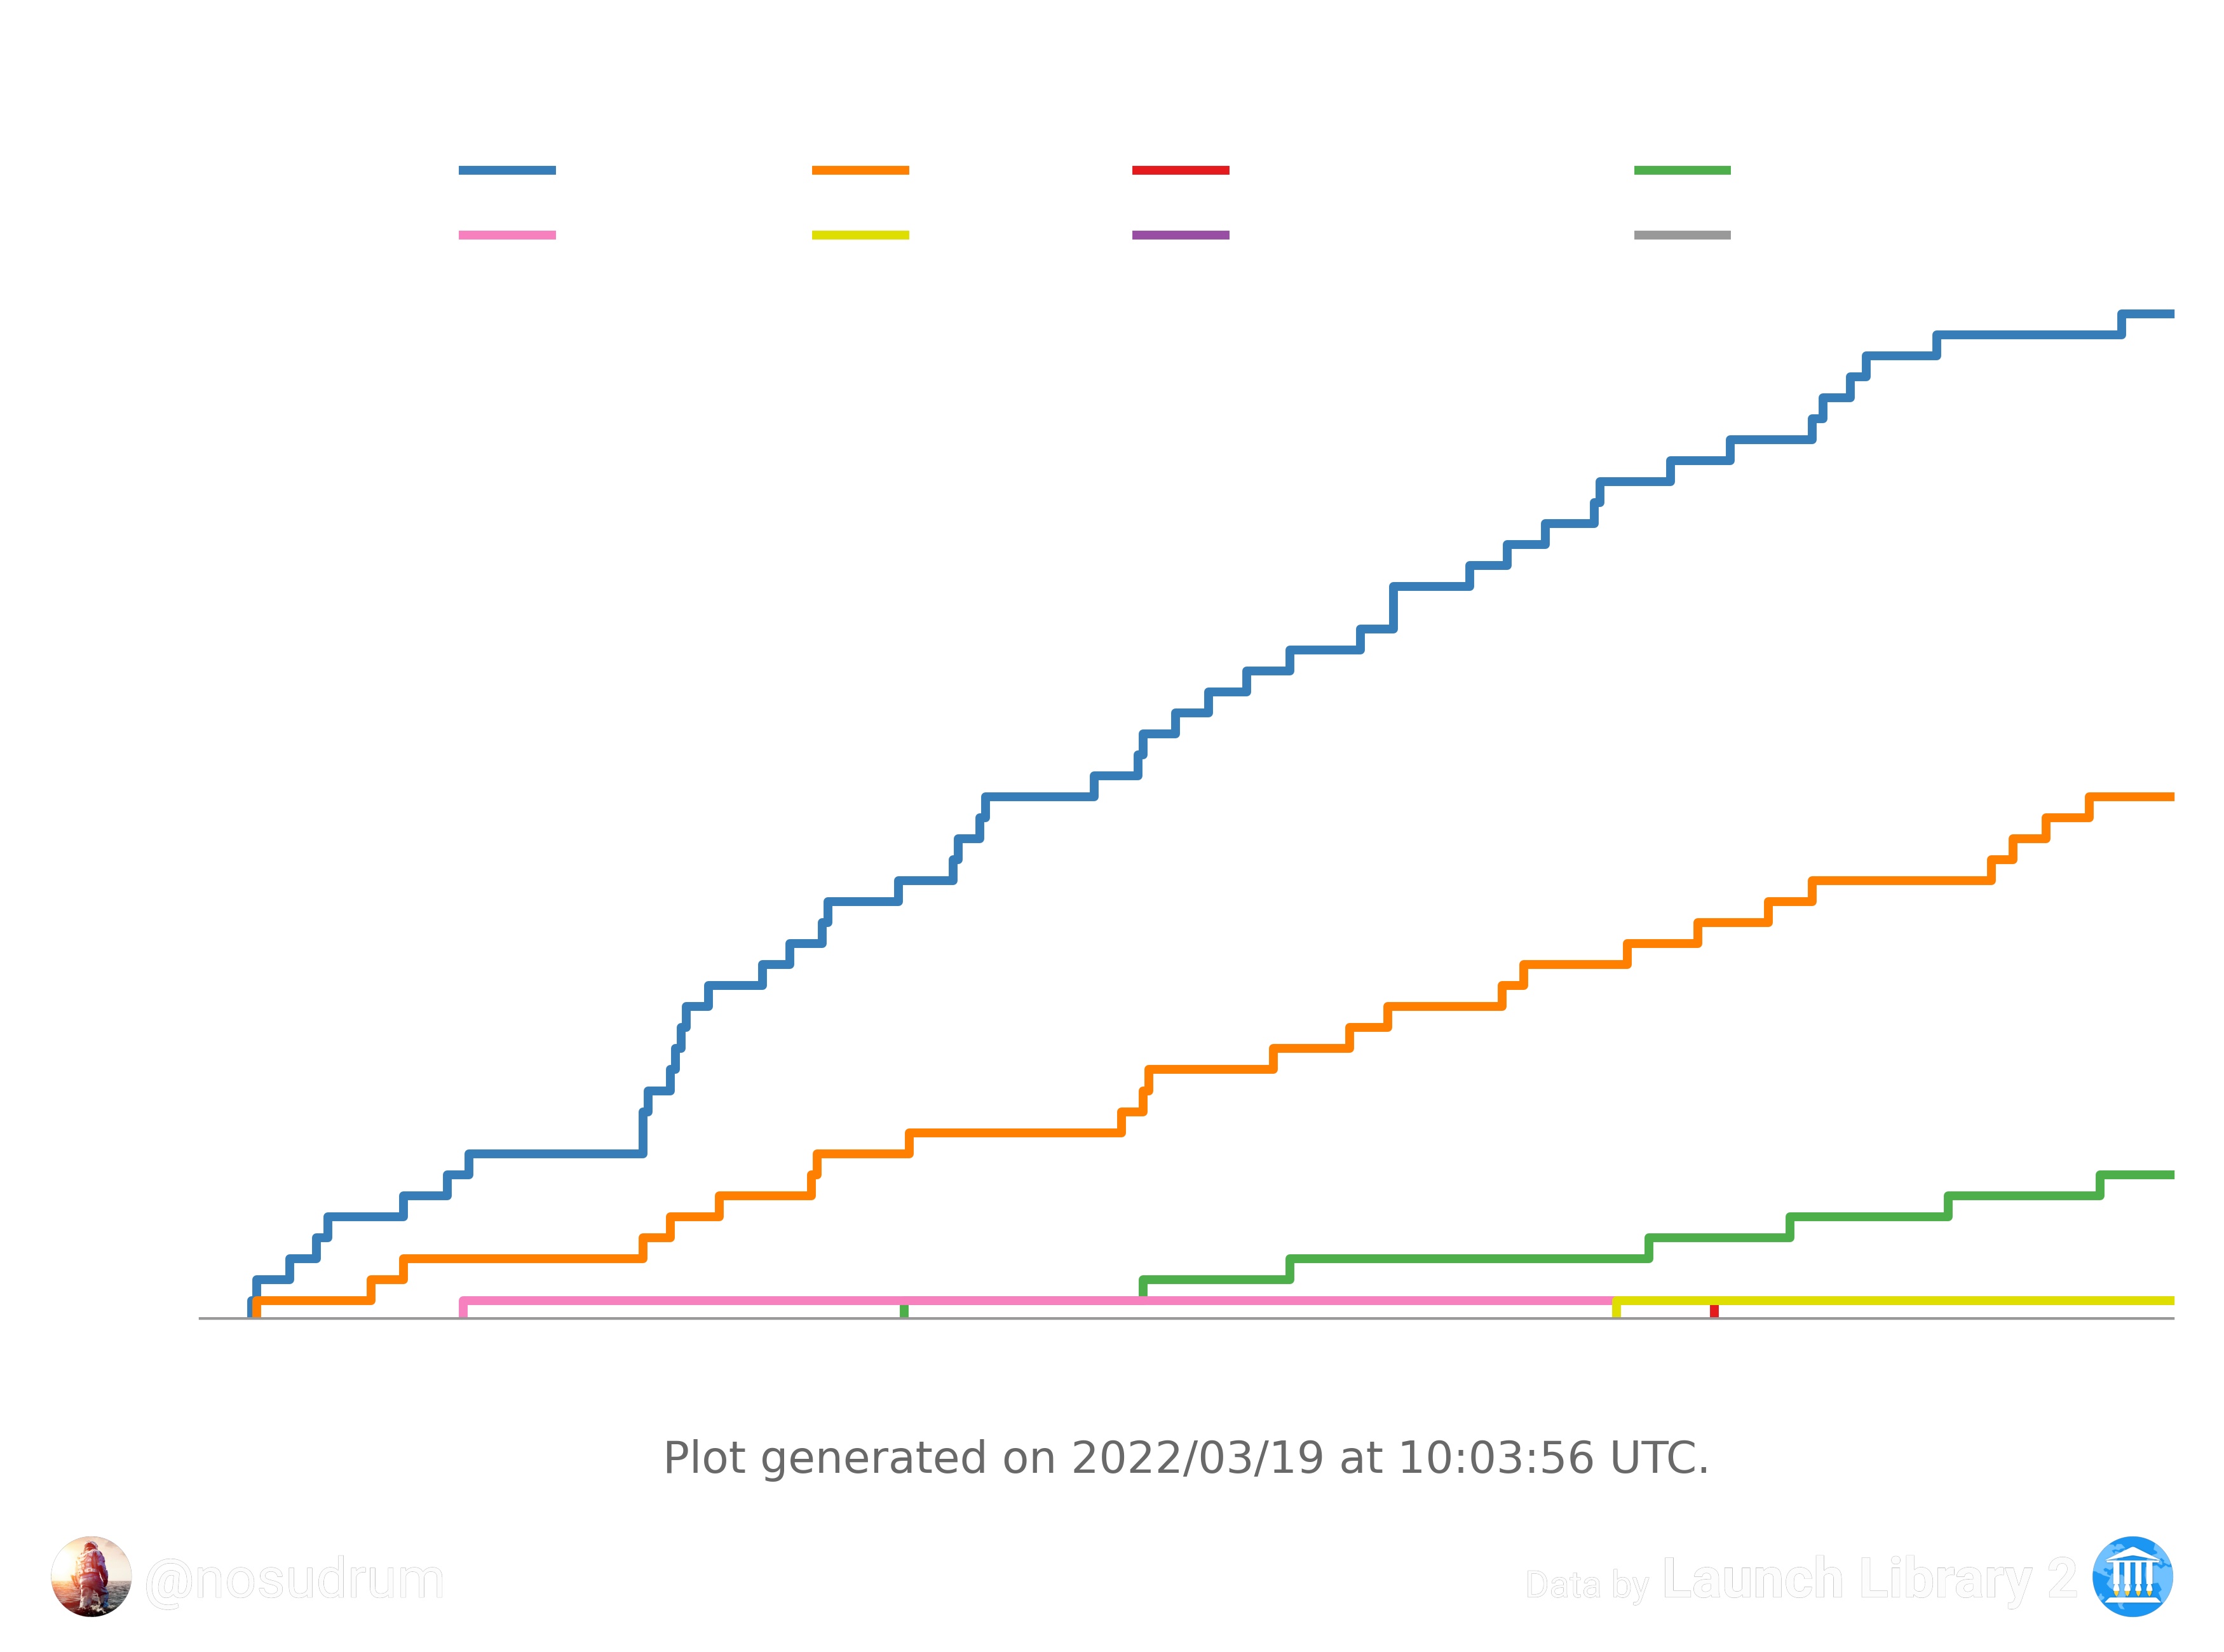 Plot generated on 2022/03/19 at 10:03:56 UTC.
@nosudrum
Data by Launch Library 2